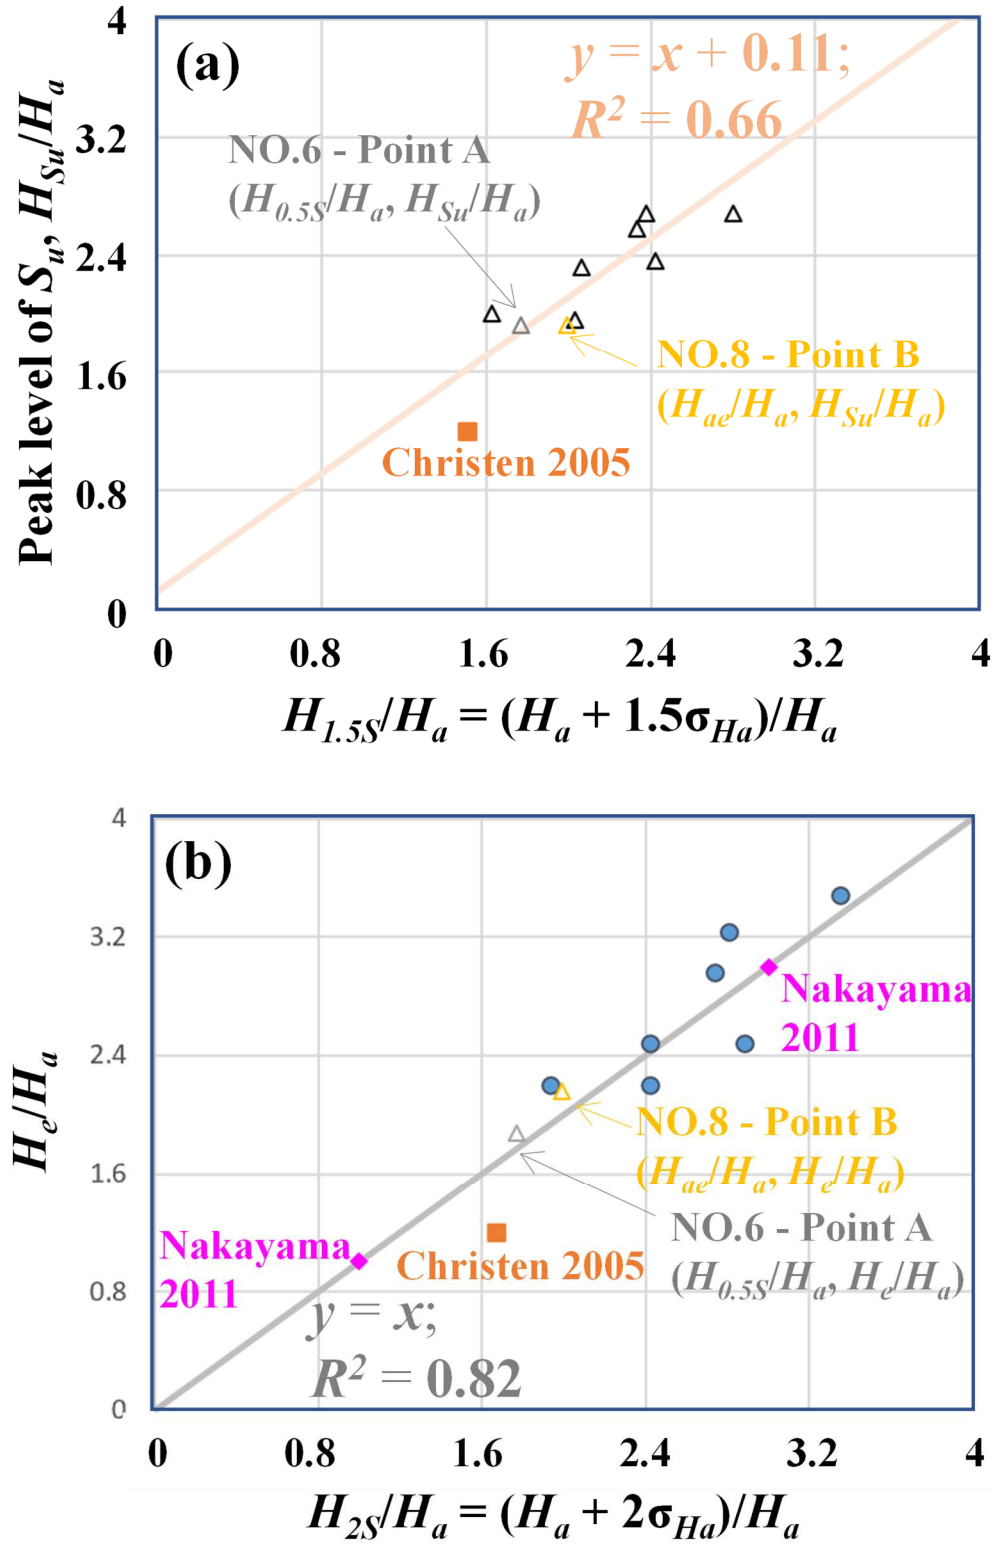 4
(a)
y = x + 0.11;
R² = 0.66
3.2
NO.6 - Point A
(H0.5S/Ha, HSu/Ha)
2.4
NO.8 - Point B
(Hae/Ha, HSu/Ha)
1.6
Christen 2005
0.8
0
Peak level of Su, HSu/Ha
0 0.8 1.6 2.4 3.2 4
H1.5S/Ha = (Ha + 1.5σHa)/Ha
4
(b)
3.2
Nakayama
2011
2.4
NO.8 - Point B
(Hae/Ha, He/Ha)
1.6
NO.6 - Point A
(H0.5S/Ha, He/Ha)
Nakayama
2011
Christen 2005
0.8
y = x;
R² = 0.82
0
He/Ha
0 0.8 1.6 2.4 3.2 4
H2S/Ha = (Ha + 2σHa)/Ha